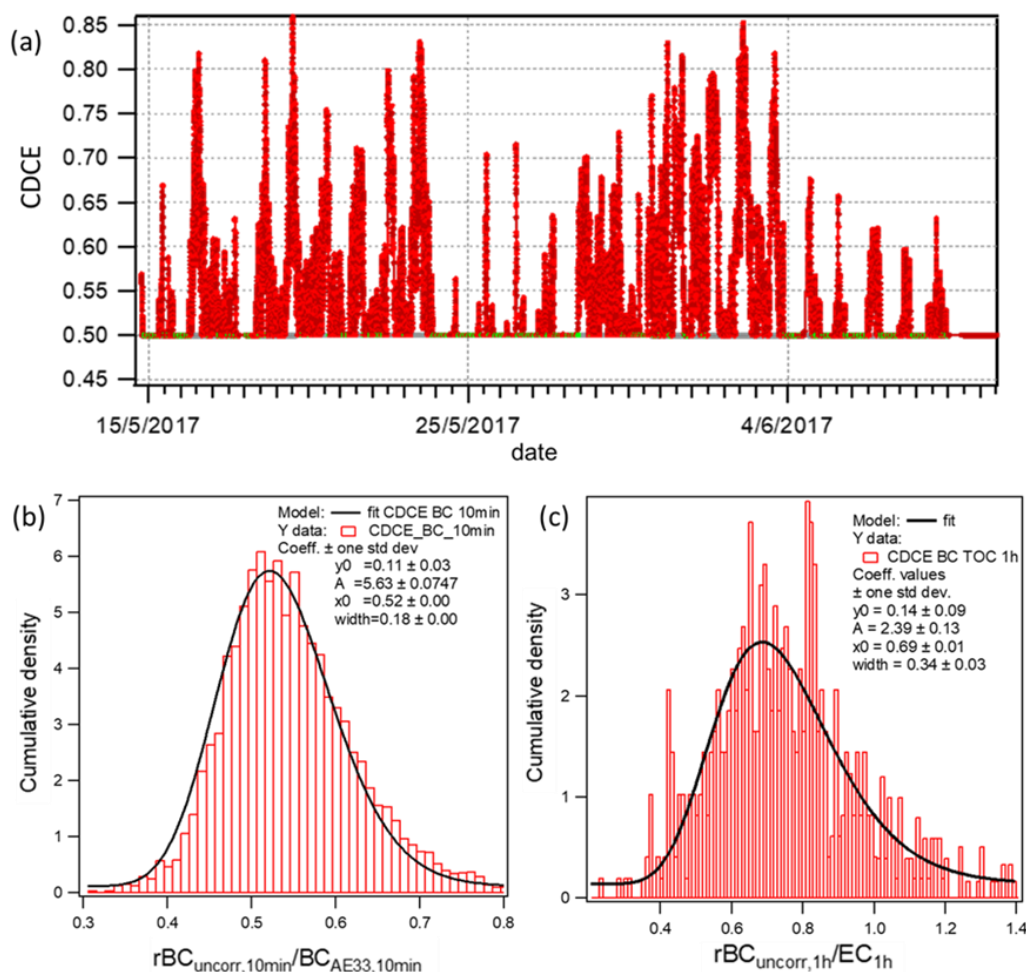 (a)
CDCE
0.85
0.80
0.75
0.70
0.65
0.60
0.55
0.50
0.45
15/5/2017 25/5/2017 4/6/2017
date
(b)
Cumulative density
7
6
5
4
3
2
1
0
Model: fit CDCE BC 10min
Y data: CDCE_BC_10min
Coeff. ± one std dev
y0 =0.11 ± 0.03
A =5.63 ± 0.0747
x0 =0.52 ± 0.00
width=0.18 ± 0.00
0.3 0.4 0.5 0.6 0.7 0.8
rBCuncorr,10min/BCAE33,10min
(c)
Cumulative density
3
2
1
0
Model: fit
Y data:
CDCE BC TOC 1h
Coeff. values
± one std dev.
y0 = 0.14 ± 0.09
A = 2.39 ± 0.13
x0 = 0.69 ± 0.01
width = 0.34 ± 0.03
0.4 0.6 0.8 1.0 1.2 1.4
rBCuncorr,1h/EC1h